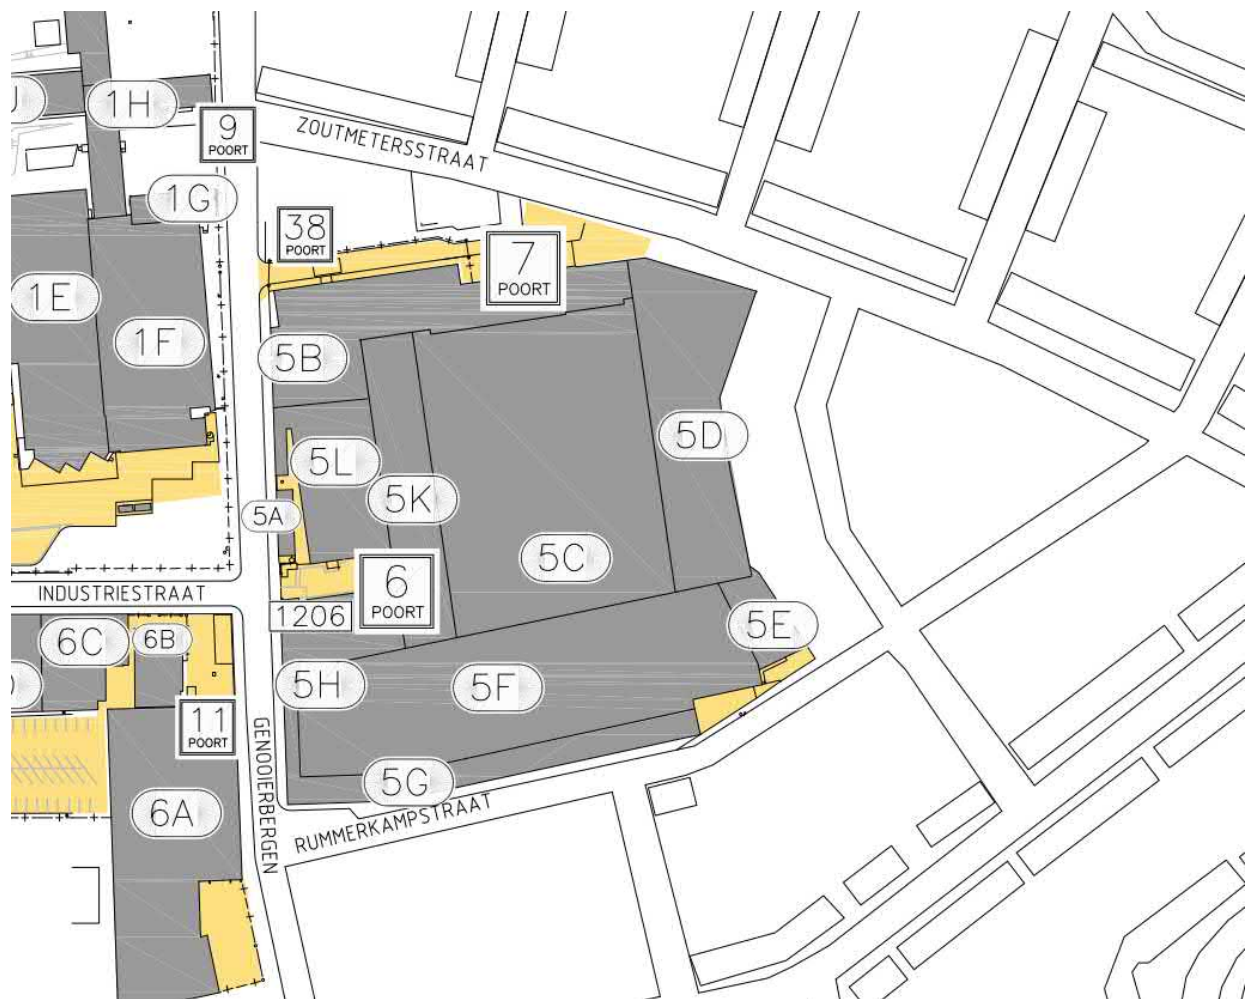 1H
9
POORT
ZOUTMETERSSTRAAT
1G
38
POORT
7
POORT
1E
1F
5B
5D
5L
5K
5A
5C
6
POORT
INDUSTRIESTRAAT
1206
5E
6C
6B
5H
5F
11
POORT
GENOOIERBERGEN
5G
6A
RUMMERKAMPSTRAAT